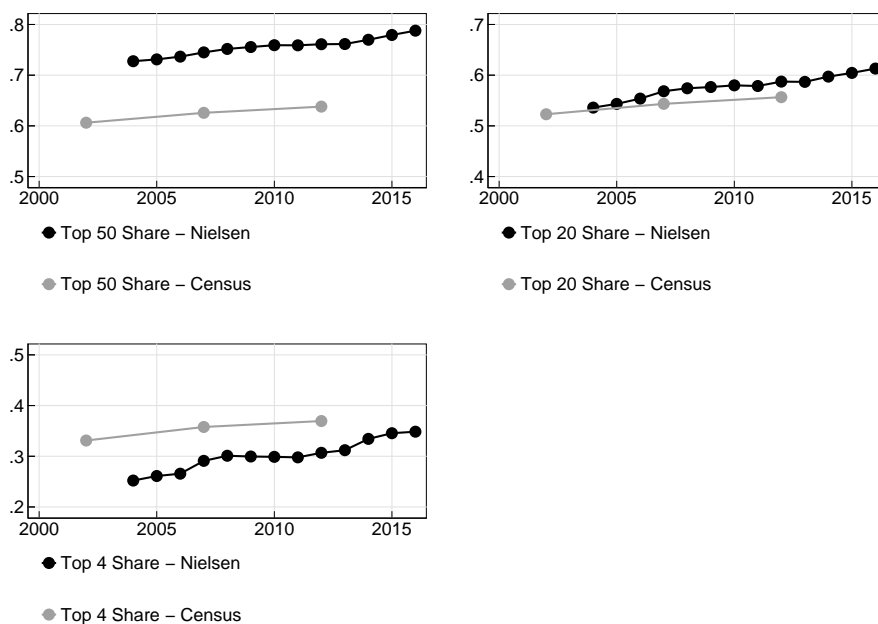 .8
.7
.6
.5
2000 2005 2010 2015
Top 50 Share – Nielsen
Top 50 Share – Census
.7
.6
.5
.4
2000 2005 2010 2015
Top 20 Share – Nielsen
Top 20 Share – Census
.5
.4
.3
.2
2000 2005 2010 2015
Top 4 Share – Nielsen
Top 4 Share – Census